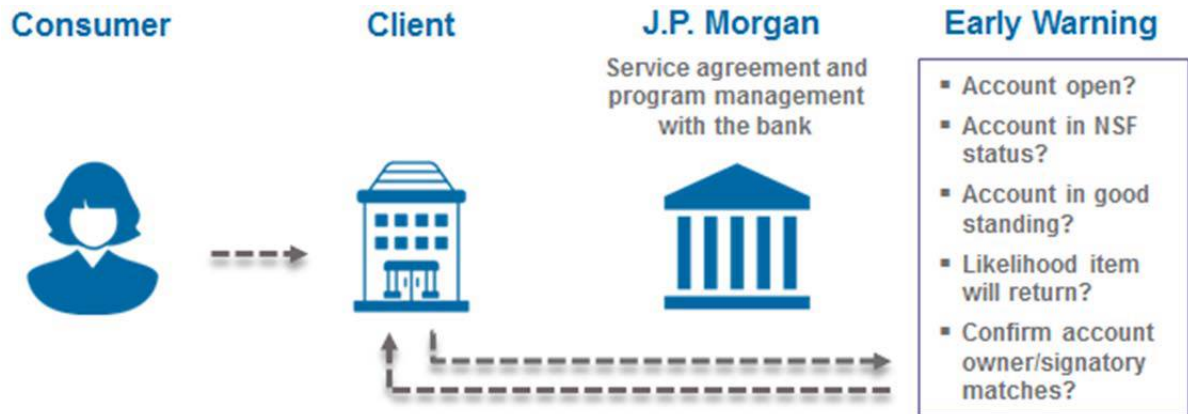 Consumer
Client
J.P. Morgan
Service agreement and
program management
with the bank
Early Warning
▪ Account open?
▪ Account in NSF
status?
▪ Account in good
standing?
▪ Likelihood item
will return?
▪ Confirm account
owner/signatory
matches?